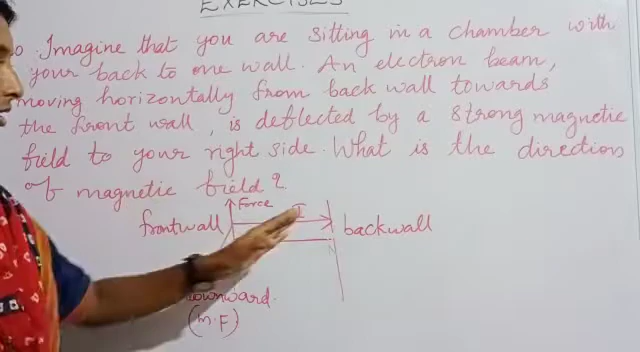 EXERCISES
Imagine that you are sitting in a chamber with
your back to one wall. An electron beam,
moving horizontally from back wall towards
the front wall, is deflected by a strong magnetic
field to your right side. What is the direction
of magnetic field?
Force
I
frontwall
backwall
(M.F)